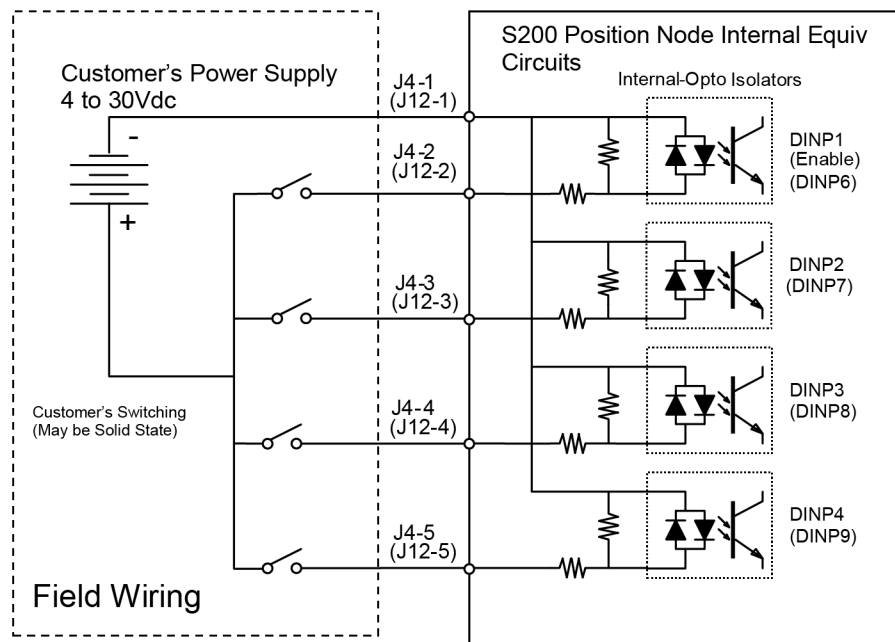 S200 Position Node Internal Equiv
Circuits
Customer's Power Supply
4 to 30Vdc
Internal-Opto Isolators
J4-1
(J12-1)
-
+
J4-2
(J12-2)
DINP1
(Enable)
(DINP6)
J4-3
(J12-3)
DINP2
(DINP7)
Customer's Switching
(May be Solid State)
J4-4
(J12-4)
DINP3
(DINP8)
J4-5
(J12-5)
DINP4
(DINP9)
Field Wiring